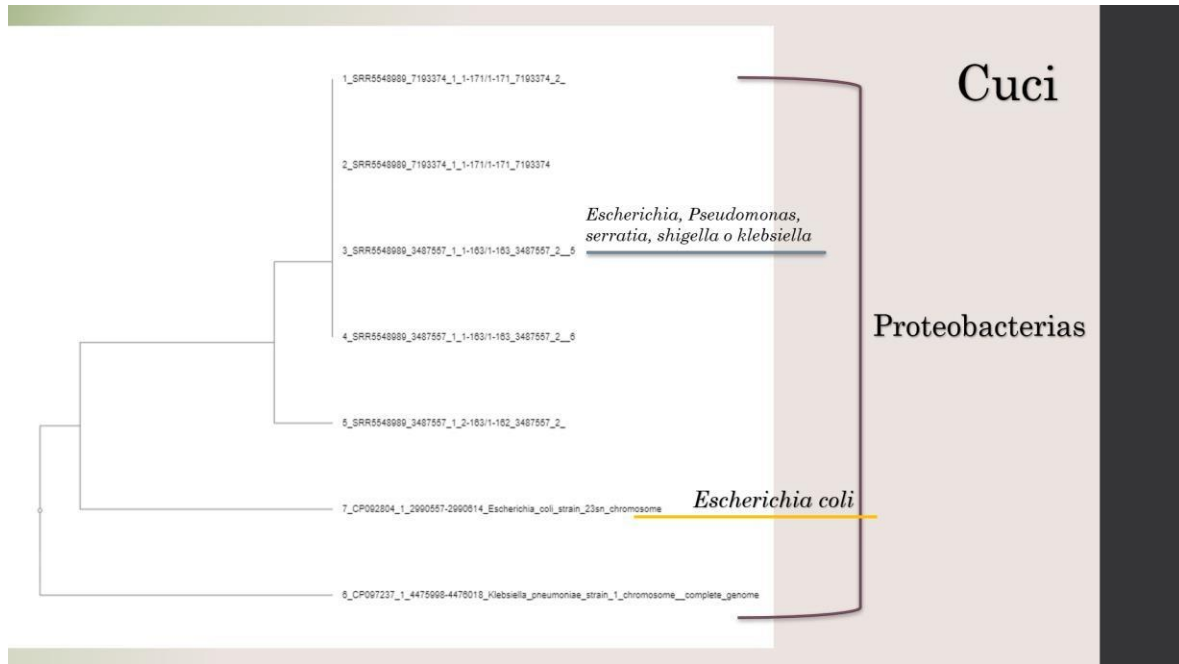 Cuci
1_SRR5548989_7193374_1_1-171/1-171_7193374_2_
2_SRR5548989_7193374_1_1-171/1-171_7193374
Escherichia, Pseudomonas,
serratia, shigella o klebsiella
3_SRR5548989_3487557_1_1-163/1-163_3487557_2__5
Proteobacterias
4_SRR5548989_3487557_1_1-163/1-163_3487557_2__6
5_SRR5548989_3487557_1_2-163/1-162_3487557_2_
Escherichia coli
7_CP092804_1_2990557-2990614_Escherichia_coli_strain_23sn_chromosome
6_CP097237_1_4475998-4476018_Klebsiella_pneumoniae_strain_1_chromosome__complete_genome